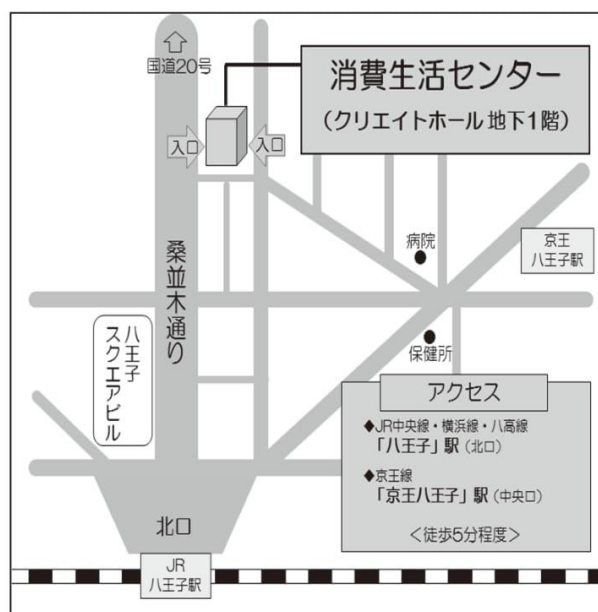 国道20号
消費生活センター
(クリエイトホール 地下1階)
入口
入口
病院
京王
八王子駅
桑並木通り
保健所
八王子
スクエアビル
アクセス
◆JR中央線・横浜線・八高線
「八王子」駅(北口)
◆京王線
「京王八王子」駅(中央口)
<徒歩5分程度>
北口
JR
八王子駅